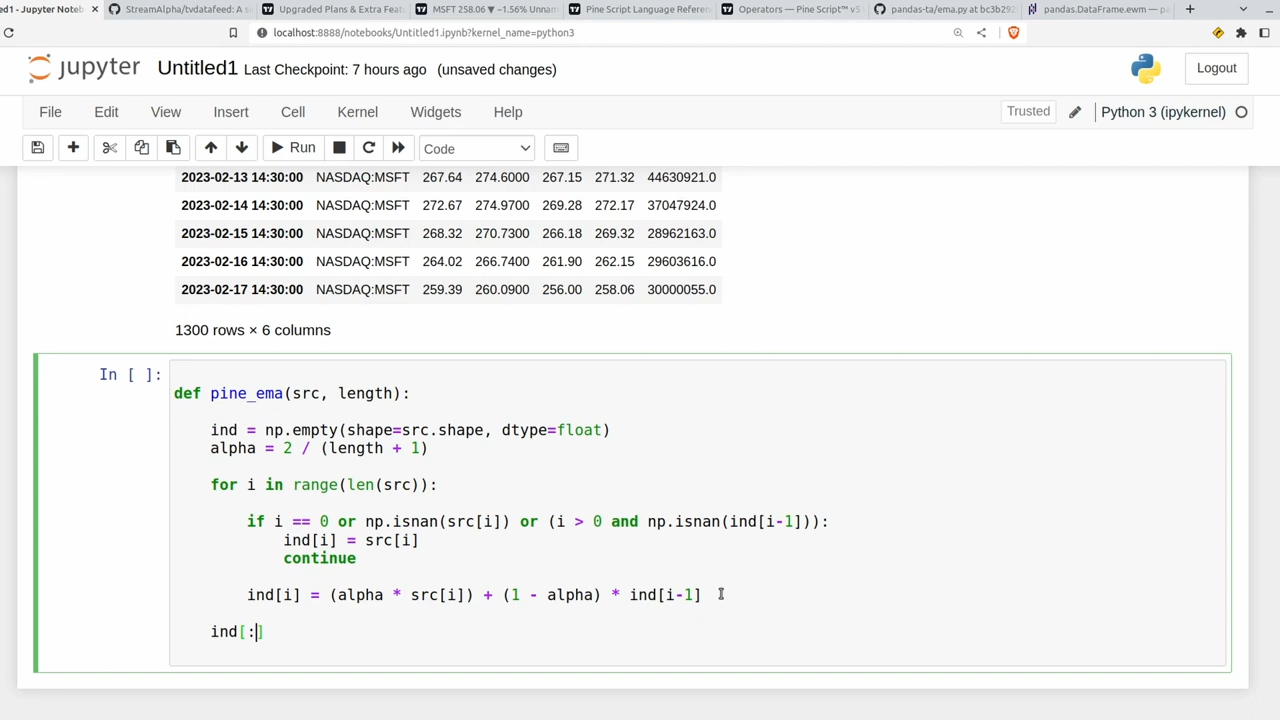 ed1 - Jupyter Noteb
StreamAlpha/tvdatafeed: A s
Upgraded Plans & Extra Feat
MSFT 258.06 ▼ −1.56% Unnam
Pine Script Language Referen
Operators — Pine Script™ v5
pandas-ta/ema.py at bc3b292
pandas.DataFrame.ewm — pa
localhost:8888/notebooks/Untitled1.ipynb?kernel_name=python3
jupyter Untitled1 Last Checkpoint: 7 hours ago (unsaved changes)
Logout
File Edit View Insert Cell Kernel Widgets Help
Trusted Python 3 (ipykernel)
Run Code
2023-02-13 14:30:00 NASDAQ:MSFT 267.64 274.6000 267.15 271.32 44630921.0
2023-02-14 14:30:00 NASDAQ:MSFT 272.67 274.9700 269.28 272.17 37047924.0
2023-02-15 14:30:00 NASDAQ:MSFT 268.32 270.7300 266.18 269.32 28962163.0
2023-02-16 14:30:00 NASDAQ:MSFT 264.02 266.7400 261.90 262.15 29603616.0
2023-02-17 14:30:00 NASDAQ:MSFT 259.39 260.0900 256.00 258.06 30000055.0
1300 rows × 6 columns
In [ ]:
def pine_ema(src, length):
ind = np.empty(shape=src.shape, dtype=float)
alpha = 2 / (length + 1)
for i in range(len(src)):
if i == 0 or np.isnan(src[i]) or (i > 0 and np.isnan(ind[i-1])):
ind[i] = src[i]
continue
ind[i] = (alpha * src[i]) + (1 - alpha) * ind[i-1]
ind[:]